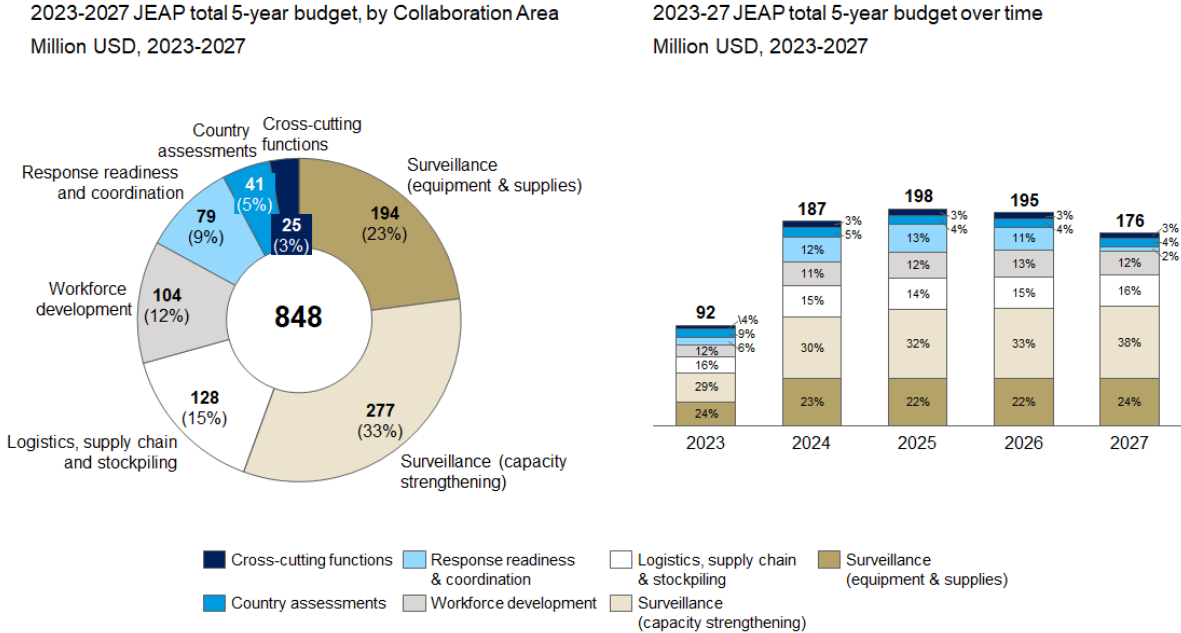 2023-2027 JEAP total 5-year budget, by Collaboration Area
Million USD, 2023-2027
Country
assessments
Cross-cutting
functions
Response readiness
and coordination
Surveillance
(equipment & supplies)
41
(5%)
25
(3%)
79
(9%)
194
(23%)
Workforce
development
104
(12%)
848
128
(15%)
277
(33%)
Logistics, supply chain
and stockpiling
Surveillance (capacity
strengthening)
2023-27 JEAP total 5-year budget over time
Million USD, 2023-2027
92
\4%
9%
6%
12%
16%
29%
24%
2023
187
3%
5%
12%
11%
15%
30%
23%
2024
198
3%
4%
13%
12%
14%
32%
22%
2025
195
3%
4%
11%
13%
15%
33%
22%
2026
176
3%
4%
2%
12%
16%
38%
24%
2027
Cross-cutting functions
Country assessments
Response readiness
& coordination
Workforce development
Logistics, supply chain
& stockpiling
Surveillance
(capacity strengthening)
Surveillance
(equipment & supplies)